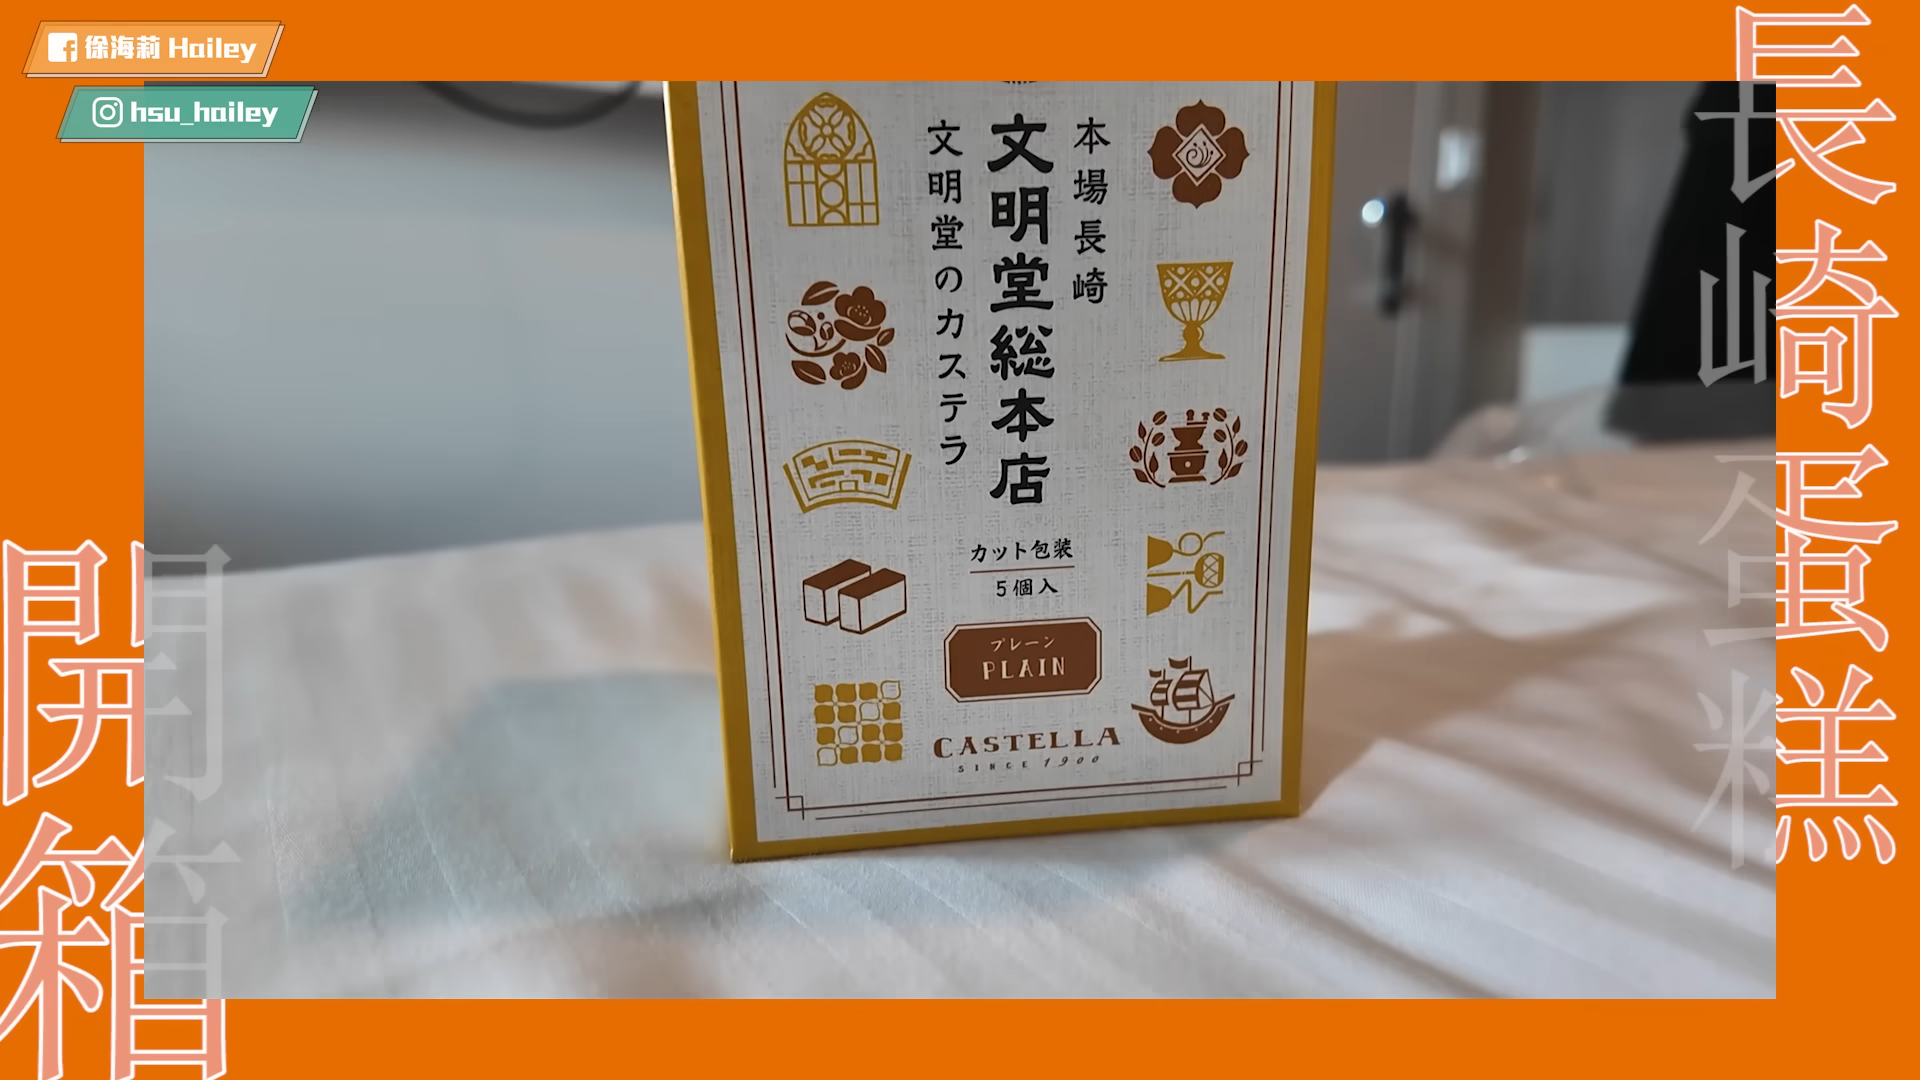 徐海莉 Hailey
hsu_hailey
長崎蛋糕
開箱
本場長崎
文明堂総本店
文明堂のカステラ
カット包装
5個入
プレーン
PLAIN
CASTELLA
SINCE 1900